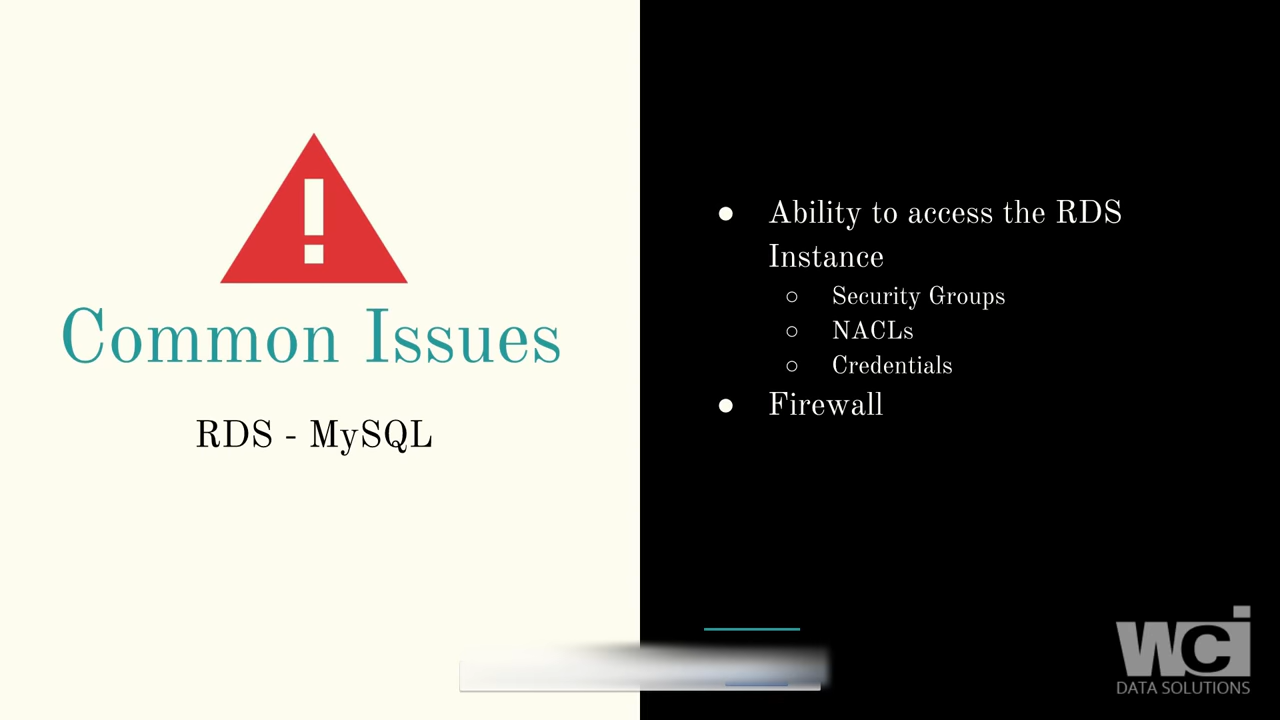 Common Issues
RDS - MySQL
● Ability to access the RDS
Instance
○ Security Groups
○ NACLs
○ Credentials
● Firewall
WCi
DATA SOLUTIONS